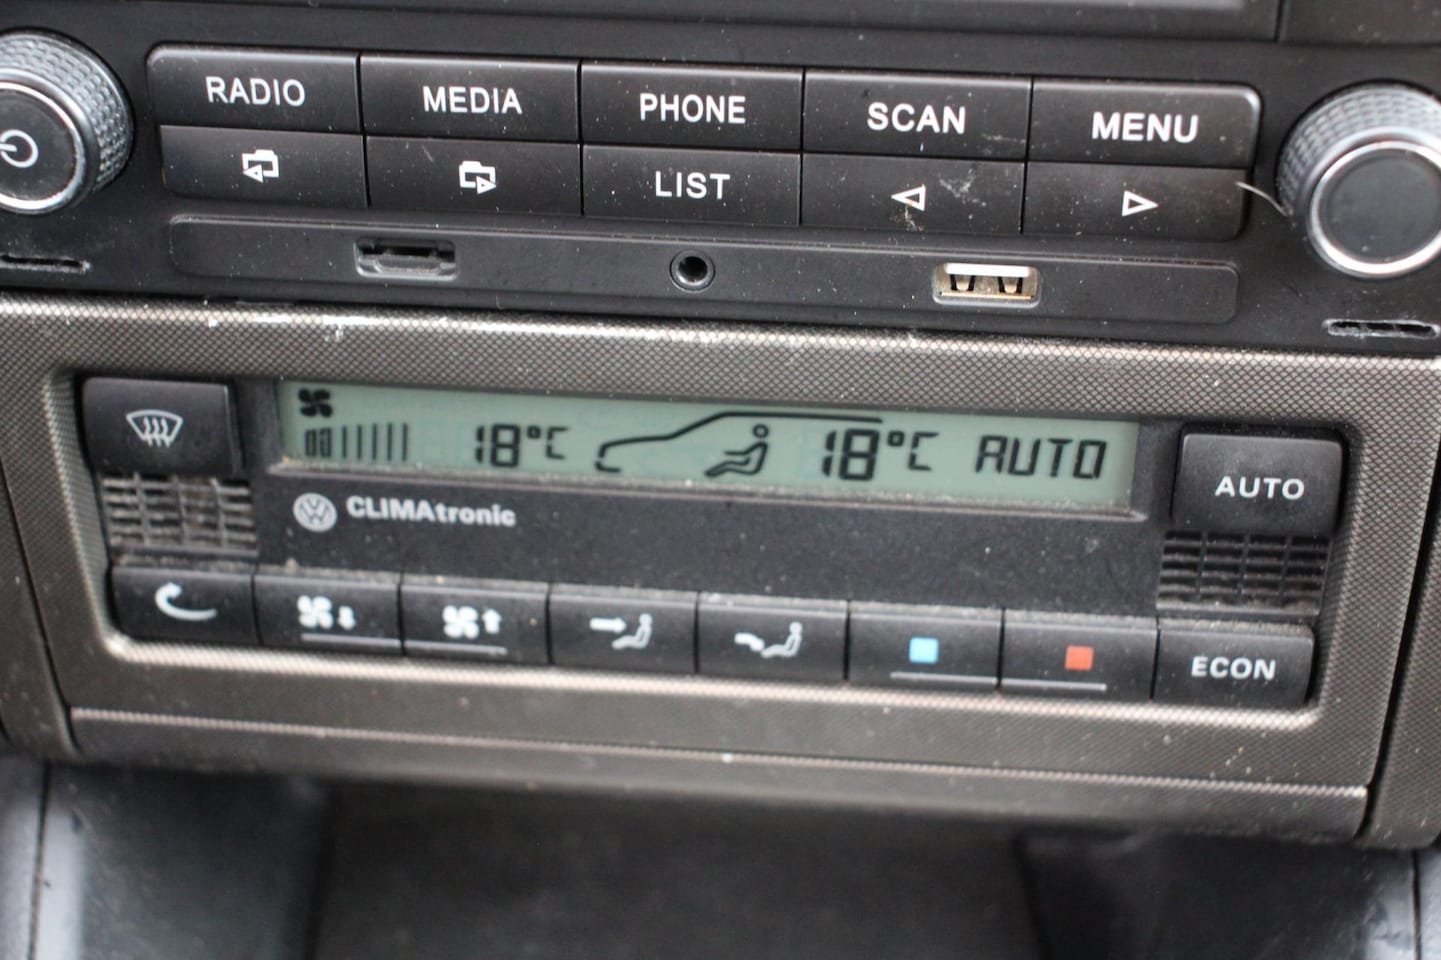 RADIO MEDIA PHONE SCAN MENU
LIST
18°C 18°C AUTO
AUTO
CLIMAtronic
ECON